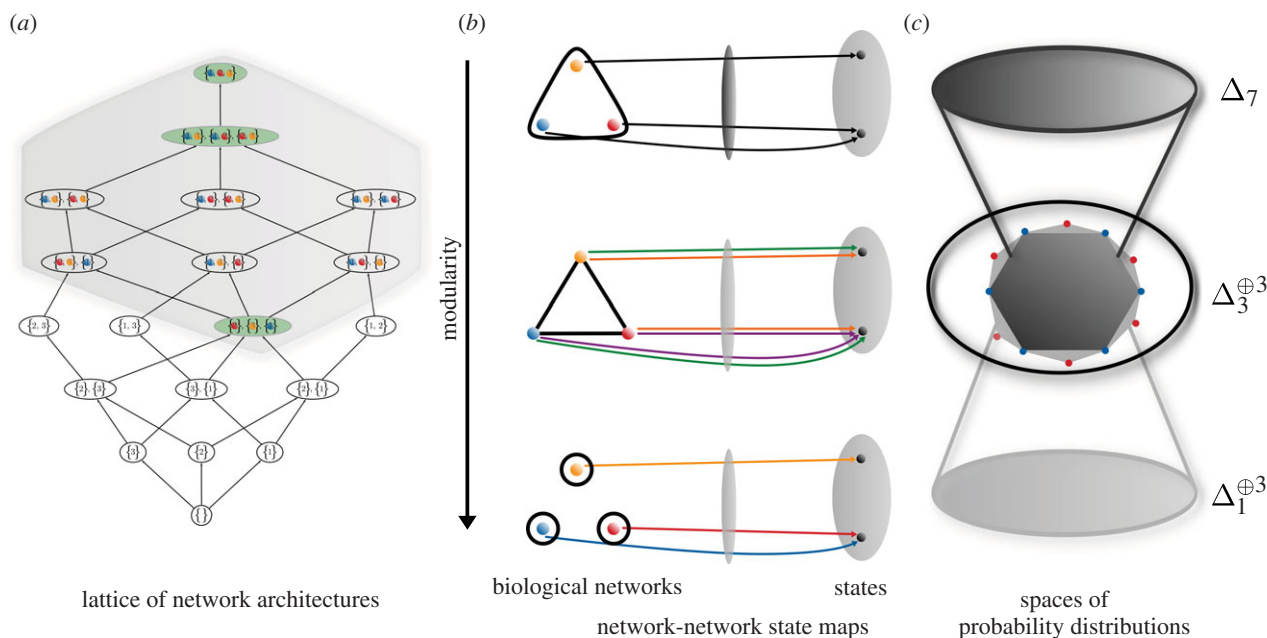 (a)
{2, 3}
{1, 3}
{1, 2}
{2}, {3}
{3}, {1}
{2}, {1}
{3}
{2}
{1}
{}
lattice of network architectures
(b)
modularity
biological networks
states
network-network state maps
(c)
Δ₇
Δ₃^⊕3
Δ₁^⊕3
spaces of
probability distributions